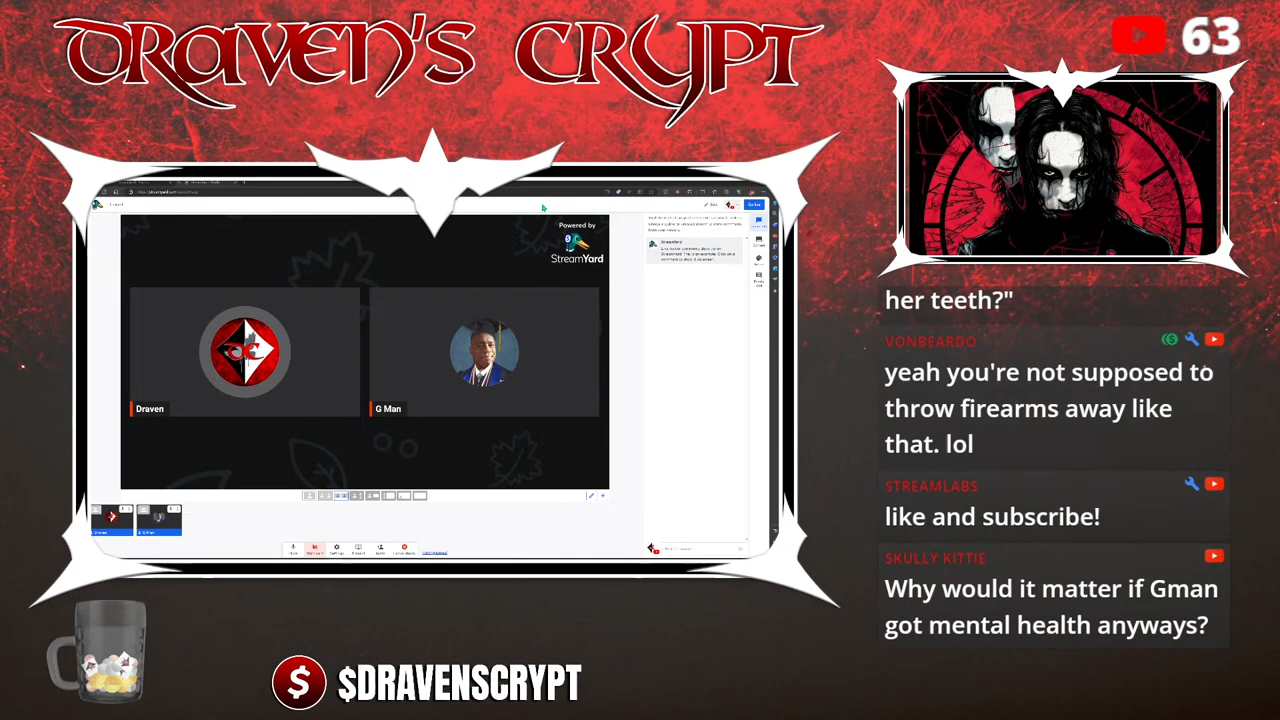 DRAVEN'S CRYPT
63
Powered by
StreamYard
Draven
G Man
her teeth?"
VONBEARDO
yeah you're not supposed to
throw firearms away like
that. lol
STREAMLABS
like and subscribe!
SKULLY KITTIE
Why would it matter if Gman
got mental health anyways?
$ $DRAVENSCRYPT